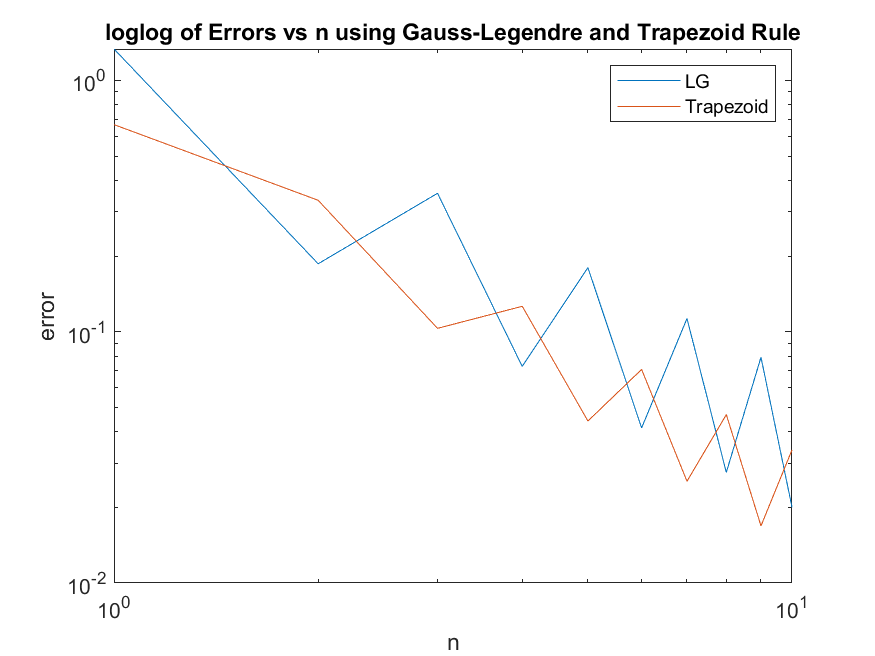 loglog of Errors vs n using Gauss-Legendre and Trapezoid Rule
LG
Trapezoid
error
10^0
10^-1
10^-2
10^0
10^1
n